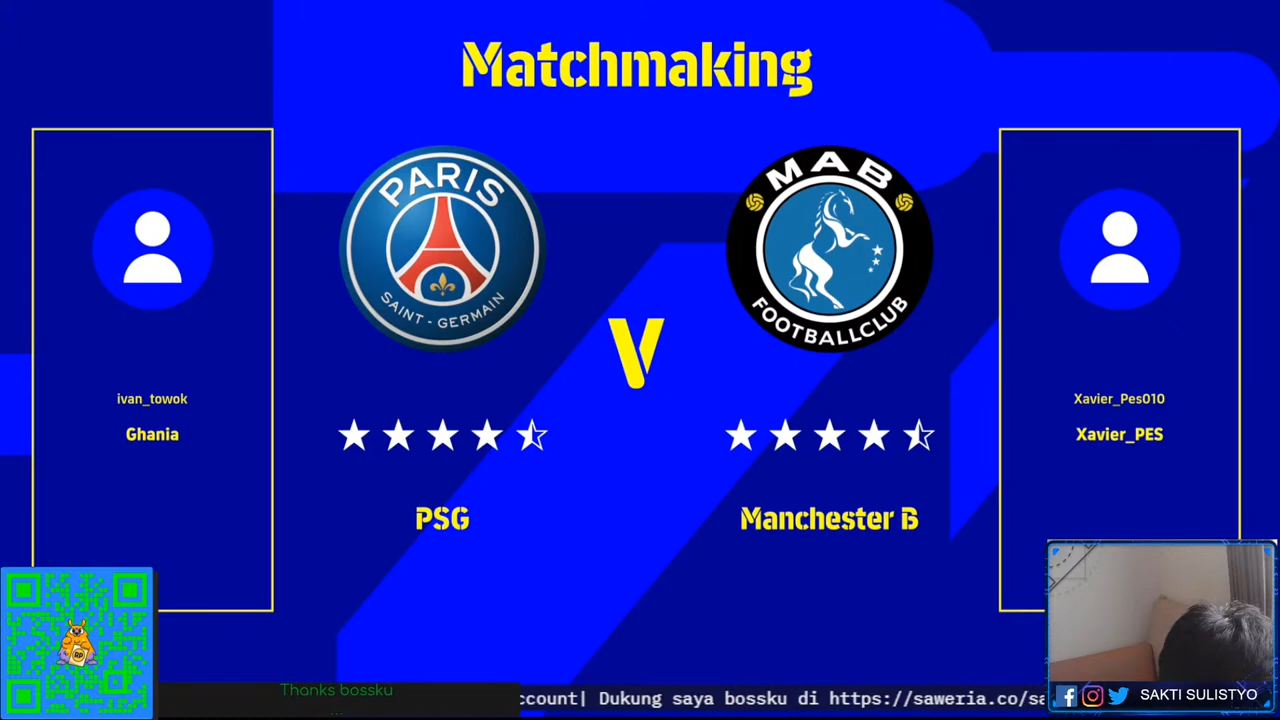 Matchmaking
PARIS
SAINT - GERMAIN
MAB
FOOTBALLCLUB
V
ivan_towok
Ghania
Xavier_Pes010
Xavier_PES
PSG
Manchester B
RP
Thanks bossku
...
ccount| Dukung saya bossku di https://saweria.co/sa
SAKTI SULISTYO